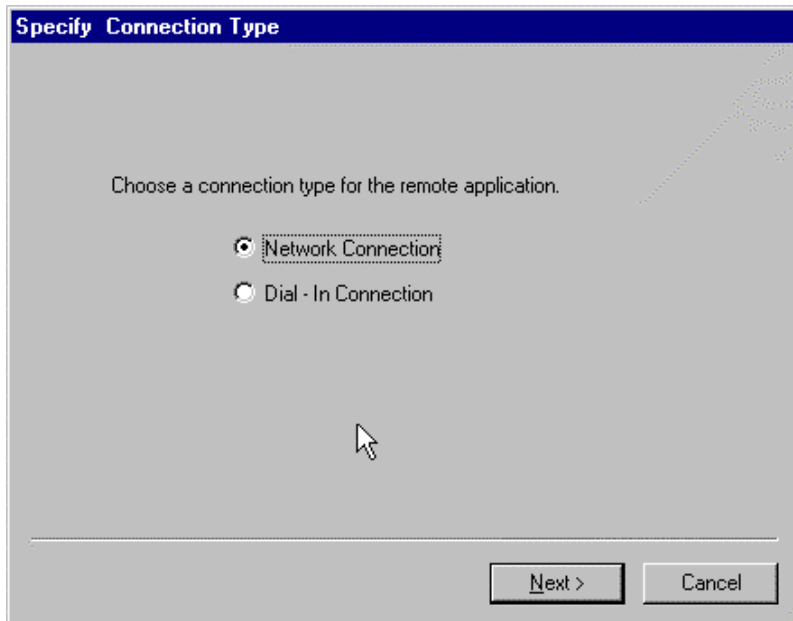 Specify Connection Type
Choose a connection type for the remote application.
Network Connection
Dial - In Connection
Next >
Cancel